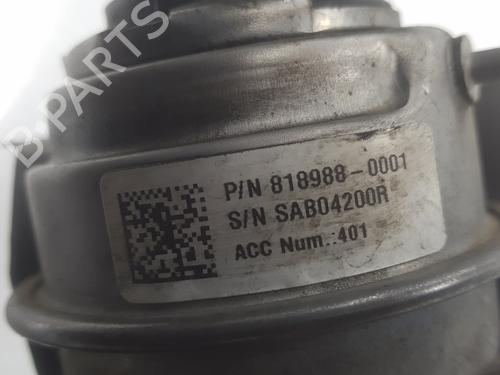 B-PARTS
P/N 818988-0001
S/N SAB04200R
ACC Num.:401